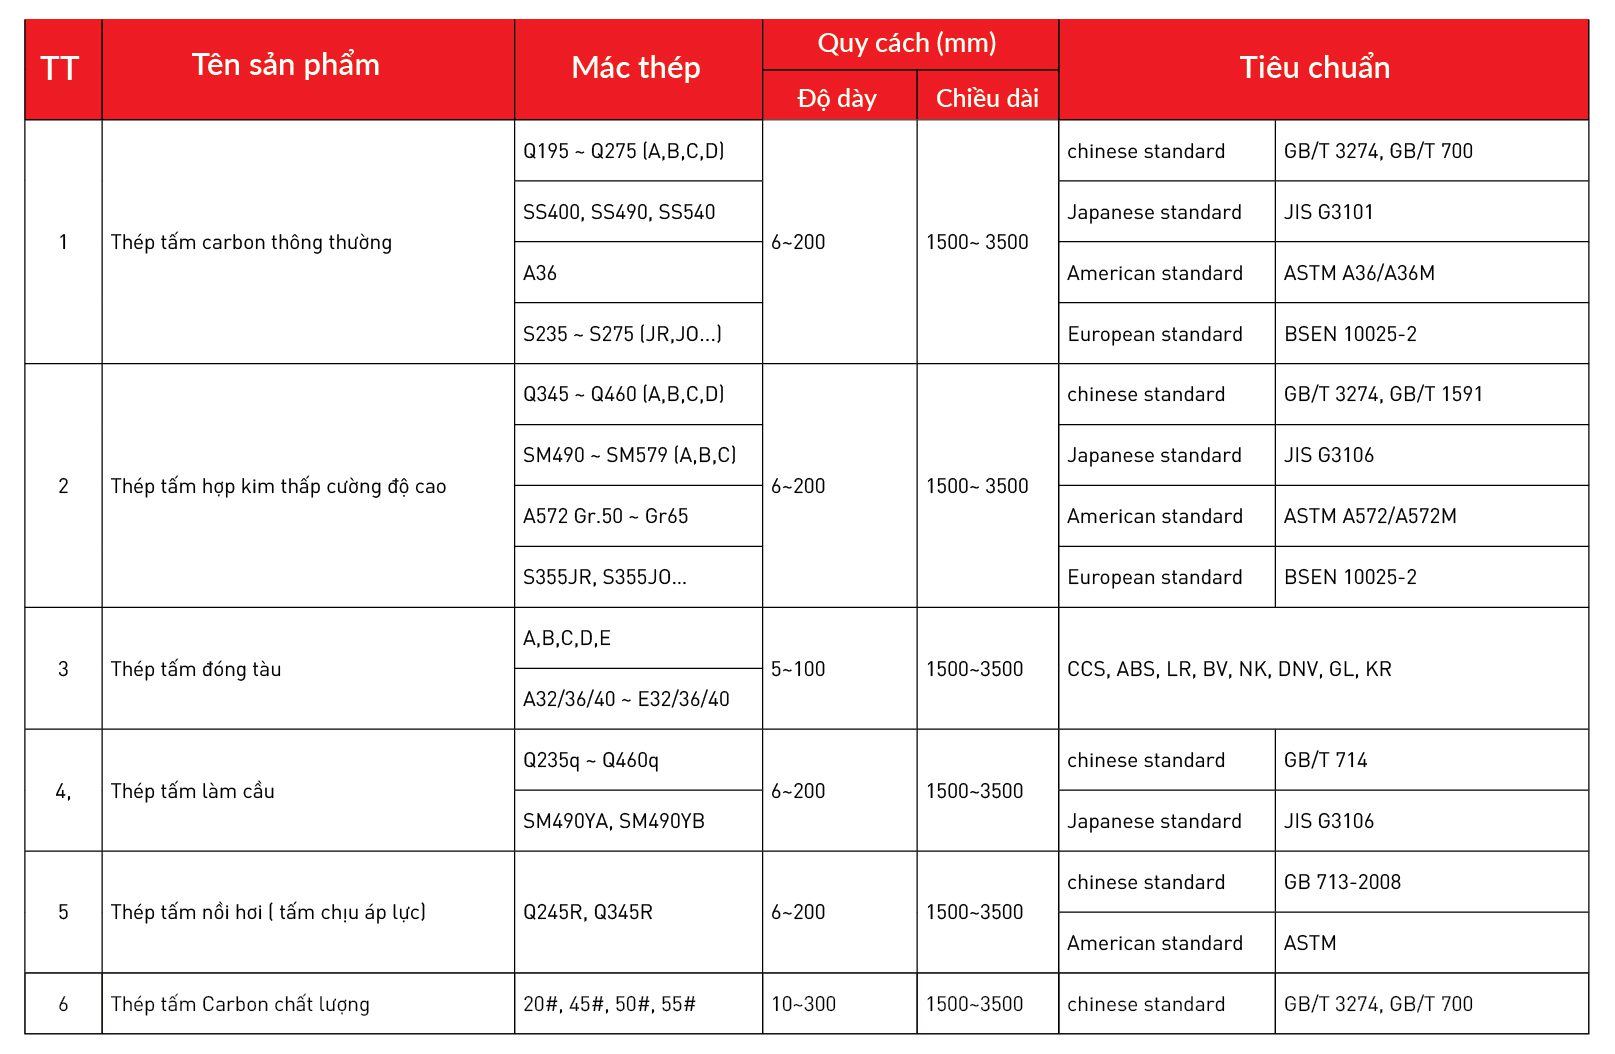 TT Tên sản phẩm Mác thép Quy cách (mm) Tiêu chuẩn
Độ dày Chiều dài
Q195 ~ Q275 (A,B,C,D) chinese standard GB/T 3274, GB/T 700
SS400, SS490, SS540 Japanese standard JIS G3101
1 Thép tấm carbon thông thường 6~200 1500~ 3500
A36 American standard ASTM A36/A36M
S235 ~ S275 (JR,JO...) European standard BSEN 10025-2
Q345 ~ Q460 (A,B,C,D) chinese standard GB/T 3274, GB/T 1591
SM490 ~ SM579 (A,B,C) Japanese standard JIS G3106
2 Thép tấm hợp kim thấp cường độ cao 6~200 1500~ 3500
A572 Gr.50 ~ Gr65 American standard ASTM A572/A572M
S355JR, S355JO... European standard BSEN 10025-2
A,B,C,D,E
3 Thép tấm đóng tàu 5~100 1500~3500 CCS, ABS, LR, BV, NK, DNV, GL, KR
A32/36/40 ~ E32/36/40
Q235q ~ Q460q chinese standard GB/T 714
4, Thép tấm làm cầu 6~200 1500~3500
SM490YA, SM490YB Japanese standard JIS G3106
chinese standard GB 713-2008
5 Thép tấm nồi hơi ( tấm chịu áp lực) Q245R, Q345R 6~200 1500~3500
American standard ASTM
6 Thép tấm Carbon chất lượng 20#, 45#, 50#, 55# 10~300 1500~3500 chinese standard GB/T 3274, GB/T 700